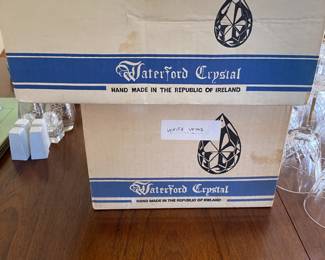 Waterford Crystal
HAND MADE IN THE REPUBLIC OF IRELAND
Waterford Crystal
HAND MADE IN THE REPUBLIC OF IRELAND